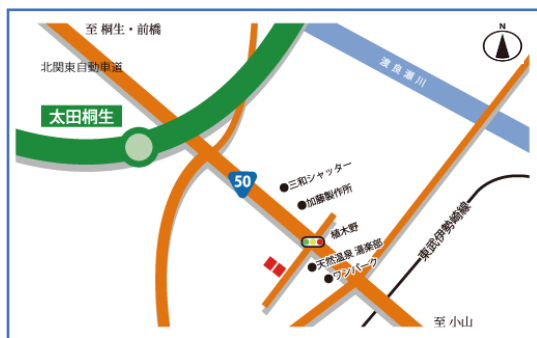 至 桐生・前橋
N
北関東自動車道
渡良瀬川
太田桐生
50
三和シャッター
加藤製作所
植木野
東武伊勢崎線
天然温泉 湯楽部
ワンパーク
至 小山